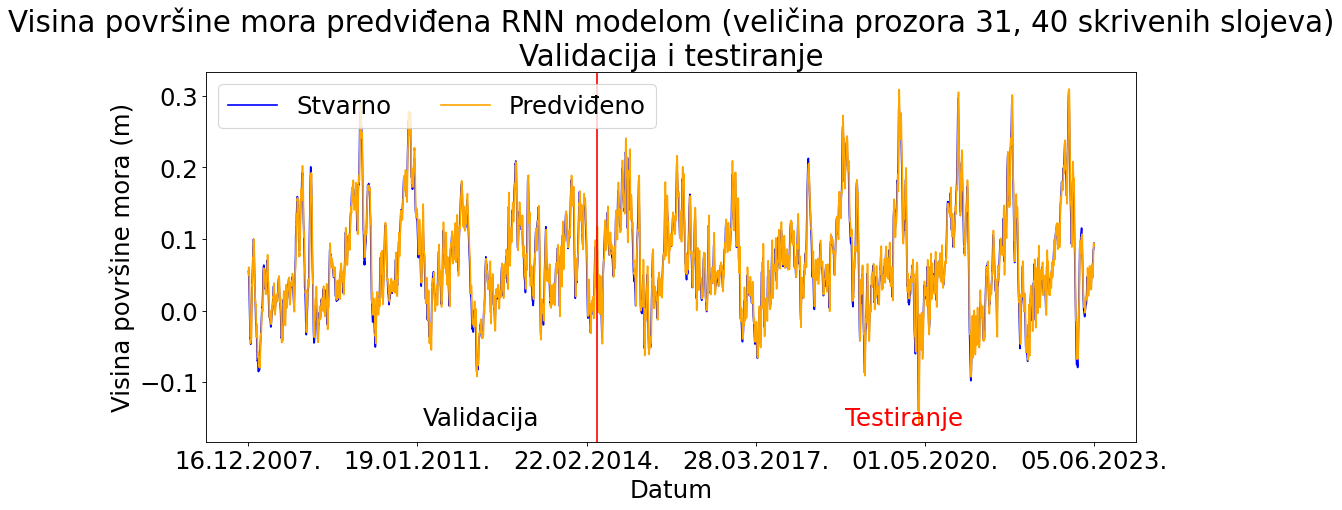 Visina površine mora predviđena RNN modelom (veličina prozora 31, 40 skrivenih slojeva)
Validacija i testiranje
Stvarno Predviđeno
Visina površine mora (m)
0.3
0.2
0.1
0.0
−0.1
Validacija Testiranje
16.12.2007. 19.01.2011. 22.02.2014. 28.03.2017. 01.05.2020. 05.06.2023.
Datum